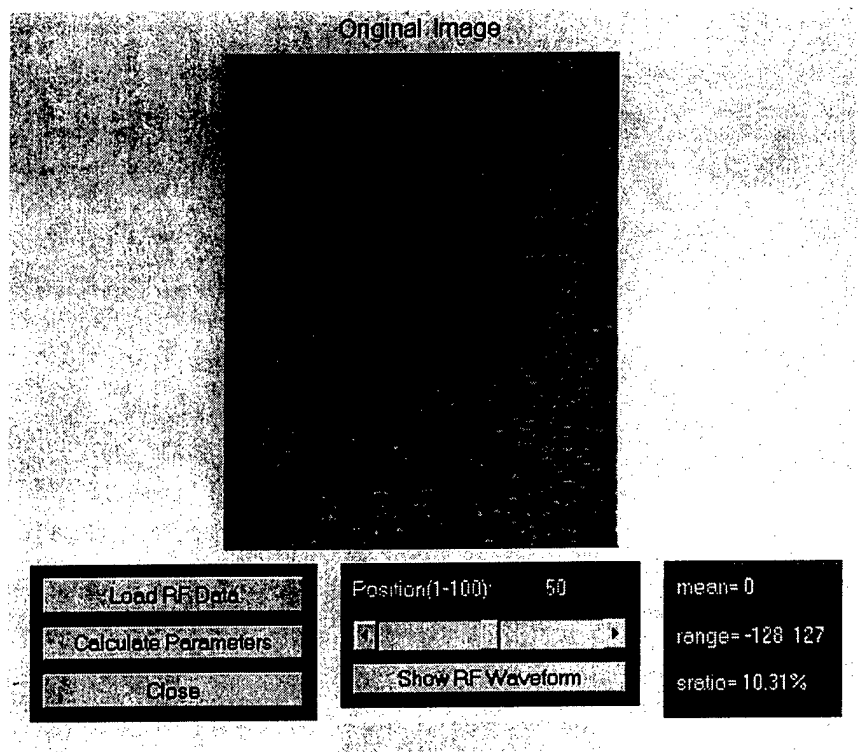 Original Image
Load RF Data
Calculate Parameters
Close
Position(1-100): 50
Show RF Waveform
mean= 0
range= -128 127
sratio= 10.31%